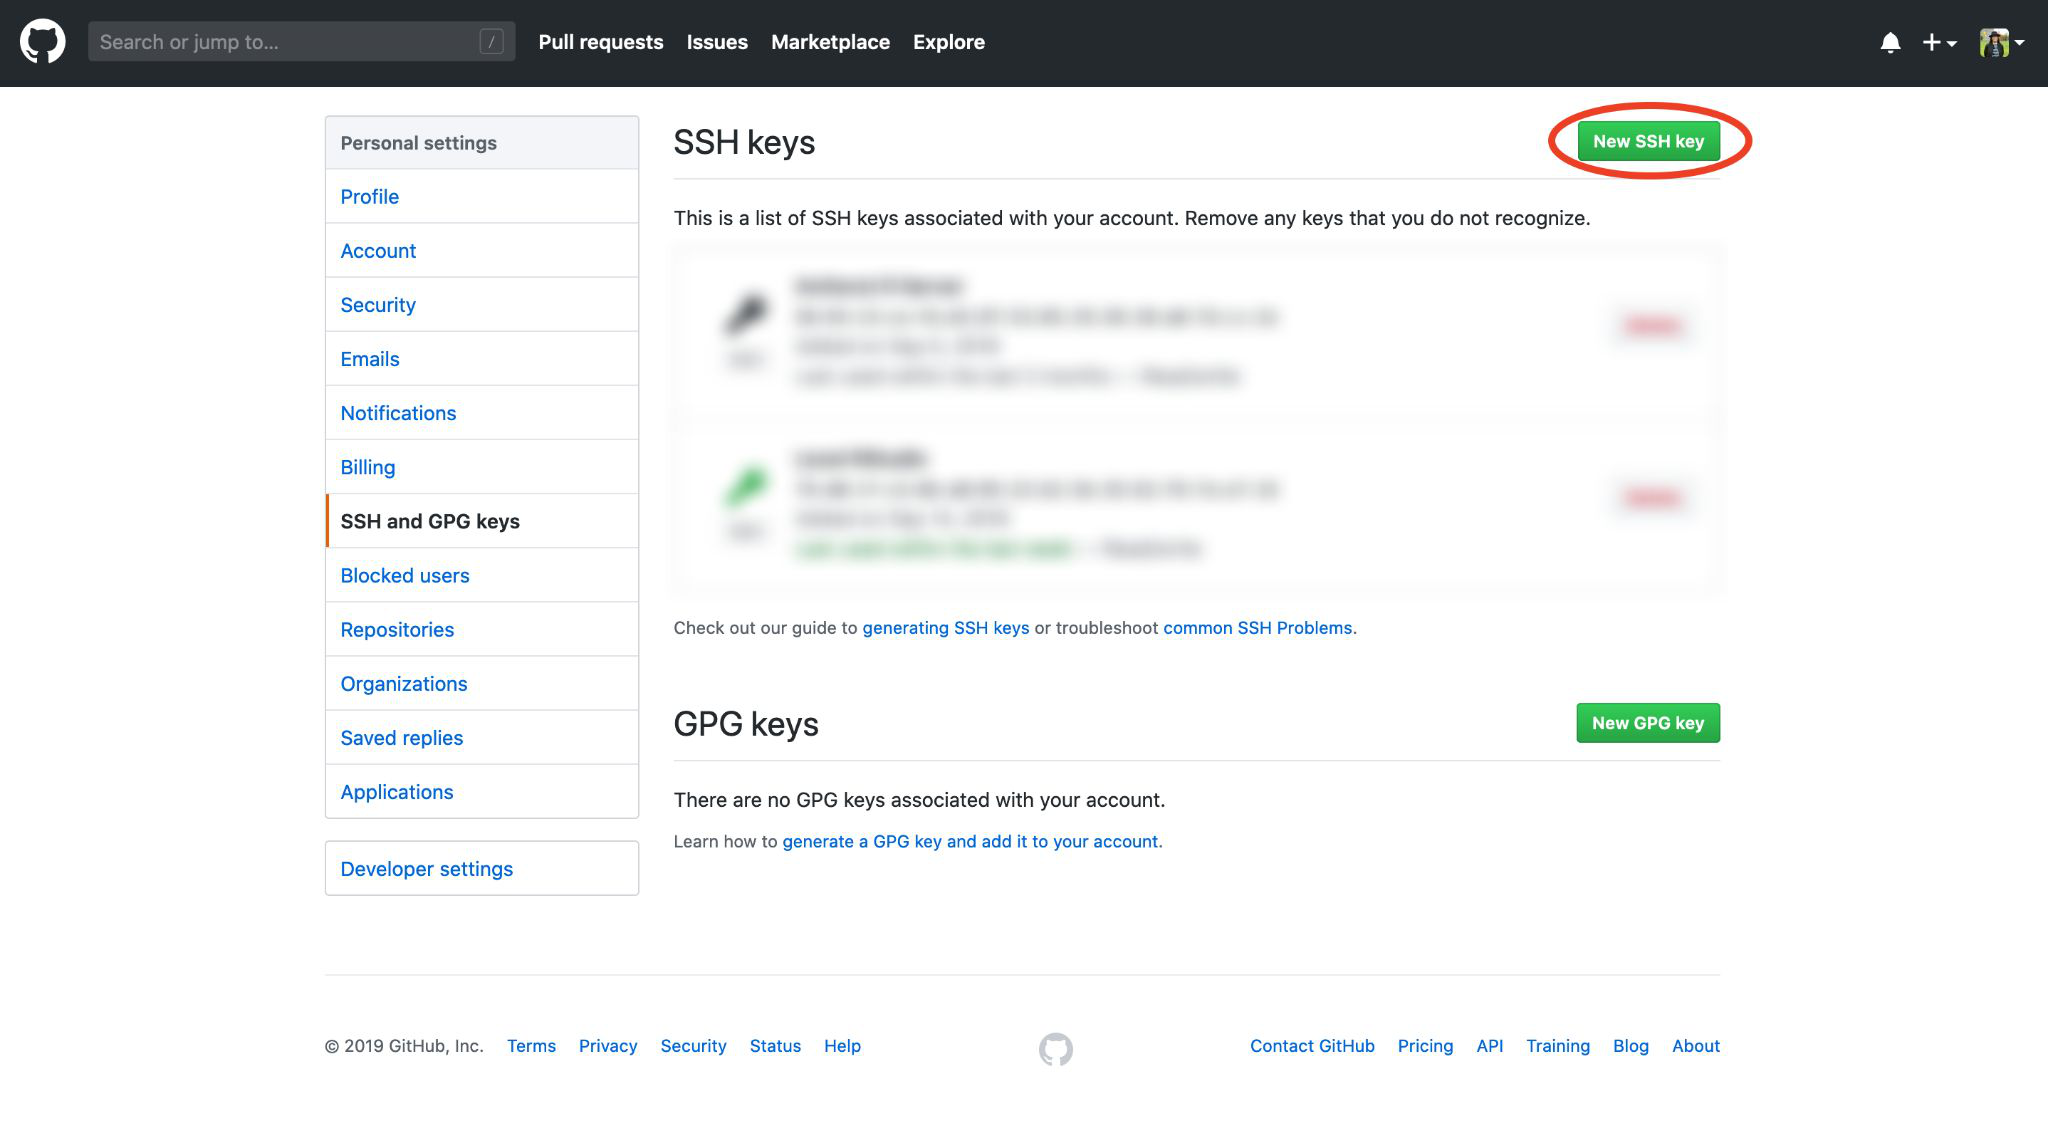 Search or jump to... /
Pull requests Issues Marketplace Explore
Personal settings
Profile
Account
Security
Emails
Notifications
Billing
SSH and GPG keys
Blocked users
Repositories
Organizations
Saved replies
Applications
Developer settings
SSH keys
New SSH key
This is a list of SSH keys associated with your account. Remove any keys that you do not recognize.
Check out our guide to generating SSH keys or troubleshoot common SSH Problems.
GPG keys
New GPG key
There are no GPG keys associated with your account.
Learn how to generate a GPG key and add it to your account.
© 2019 GitHub, Inc. Terms Privacy Security Status Help
Contact GitHub Pricing API Training Blog About